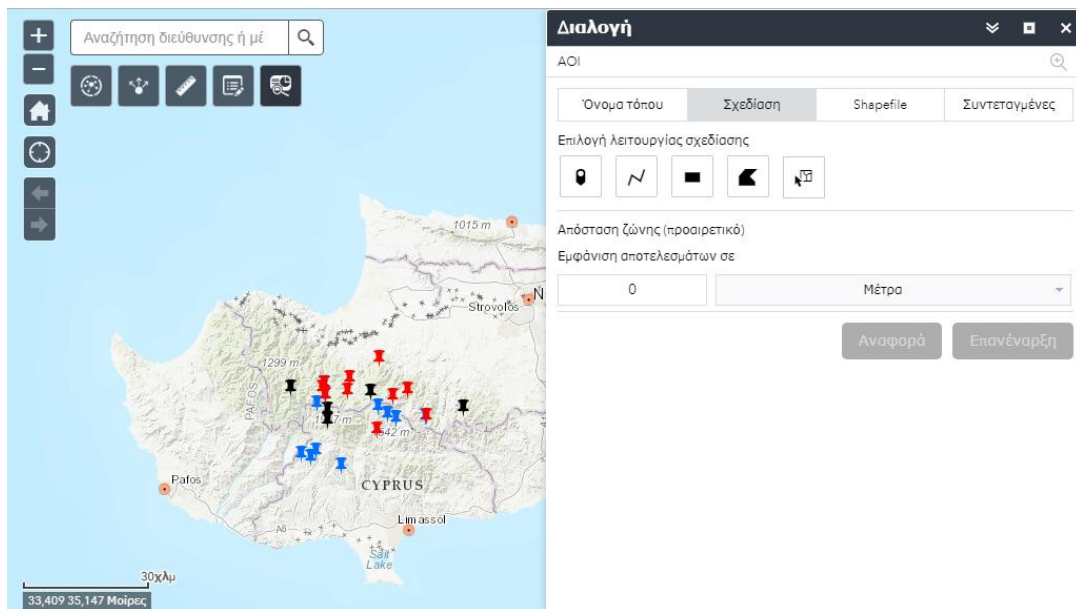 +
Αναζήτηση διεύθυνσης ή μέ
−
Διαλογή
AOI
Όνομα τόπου
Σχεδίαση
Shapefile
Συντεταγμένες
Επιλογή λειτουργίας σχεδίασης
Απόσταση ζώνης (προαιρετικό)
Εμφάνιση αποτελεσμάτων σε
0
Μέτρα
Αναφορά
Επανέναρξη
1015 m
N
Strovolos
1299 m
PAFOS
Pafos
CYPRUS
A6
Limassol
Salt
Lake
30χλμ
33,409 35,147 Μοίρες